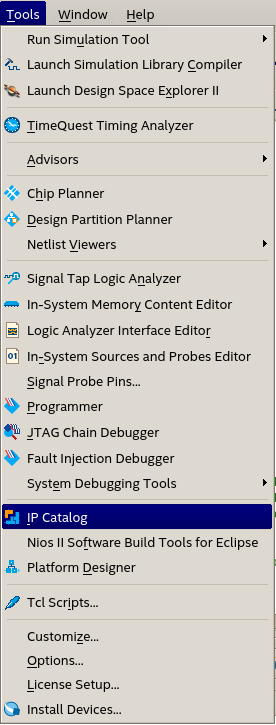 Tools Window Help
Run Simulation Tool
Launch Simulation Library Compiler
Launch Design Space Explorer II
TimeQuest Timing Analyzer
Advisors
Chip Planner
Design Partition Planner
Netlist Viewers
Signal Tap Logic Analyzer
In-System Memory Content Editor
Logic Analyzer Interface Editor
In-System Sources and Probes Editor
Signal Probe Pins...
Programmer
JTAG Chain Debugger
Fault Injection Debugger
System Debugging Tools
IP Catalog
Nios II Software Build Tools for Eclipse
Platform Designer
Tcl Scripts...
Customize...
Options...
License Setup...
Install Devices...